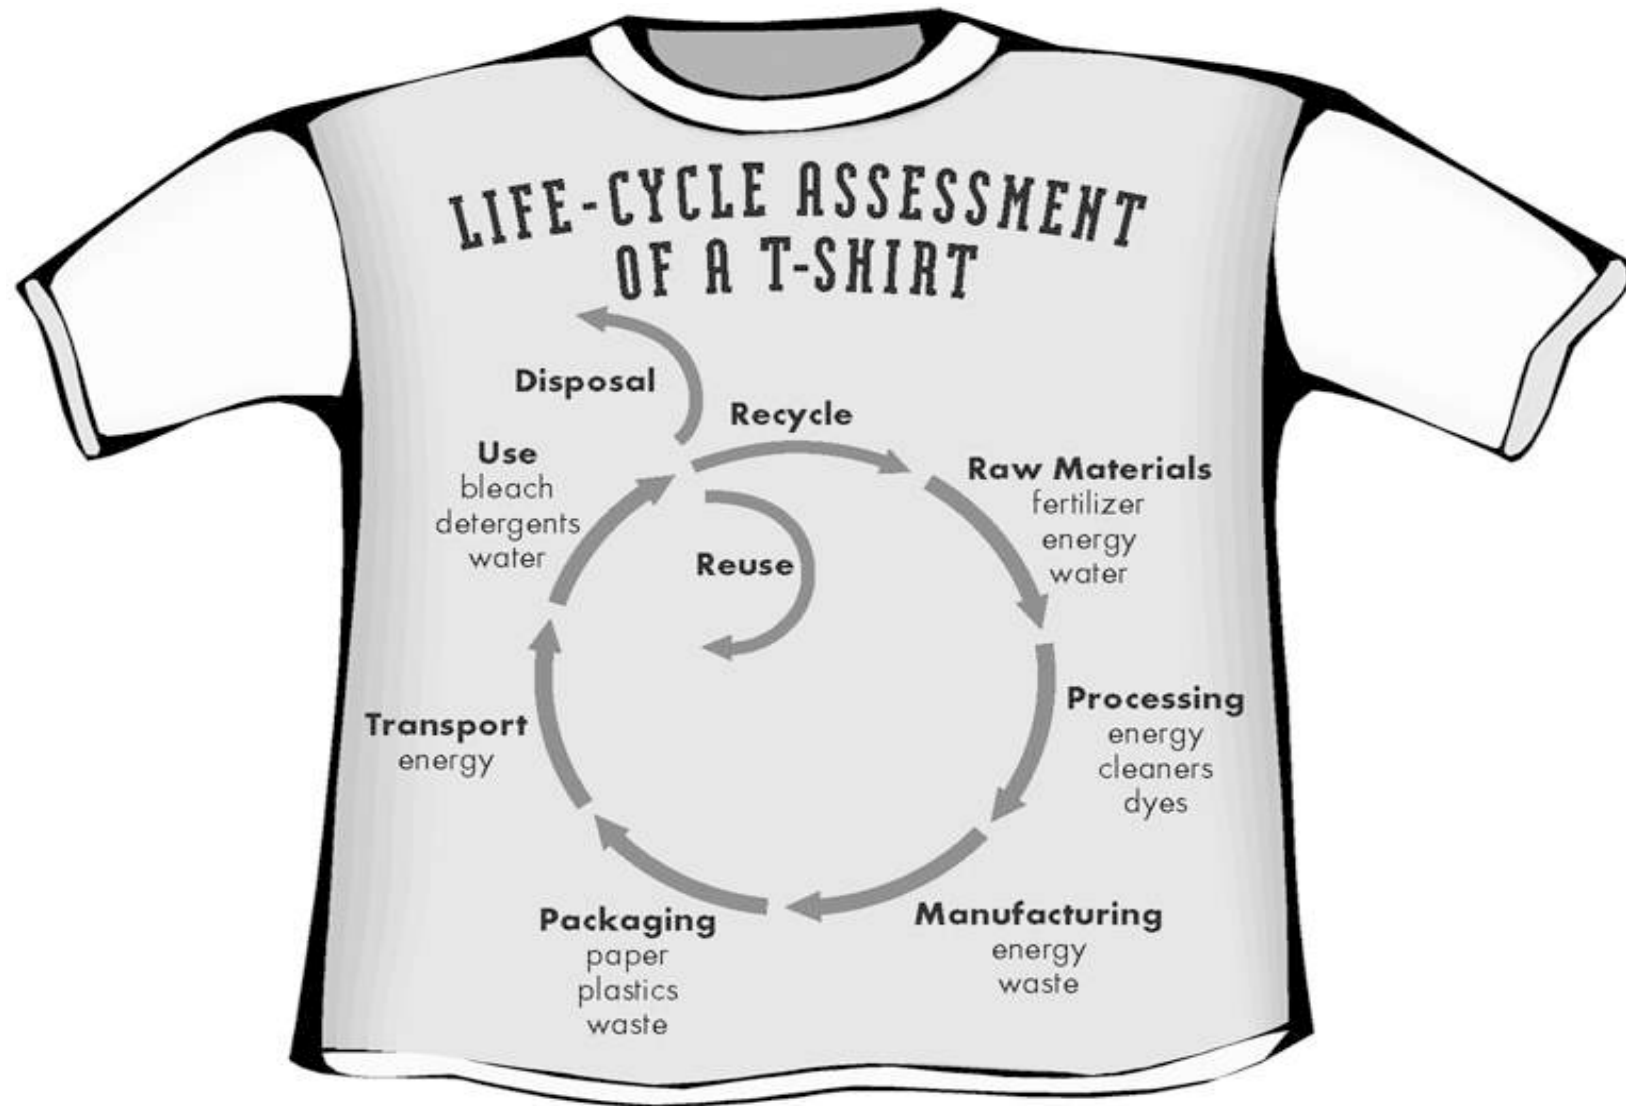 LIFE-CYCLE ASSESSMENT
OF A T-SHIRT
Disposal
Recycle
Use
bleach
detergents
water
Raw Materials
fertilizer
energy
water
Reuse
Processing
energy
cleaners
dyes
Transport
energy
Packaging
paper
plastics
waste
Manufacturing
energy
waste